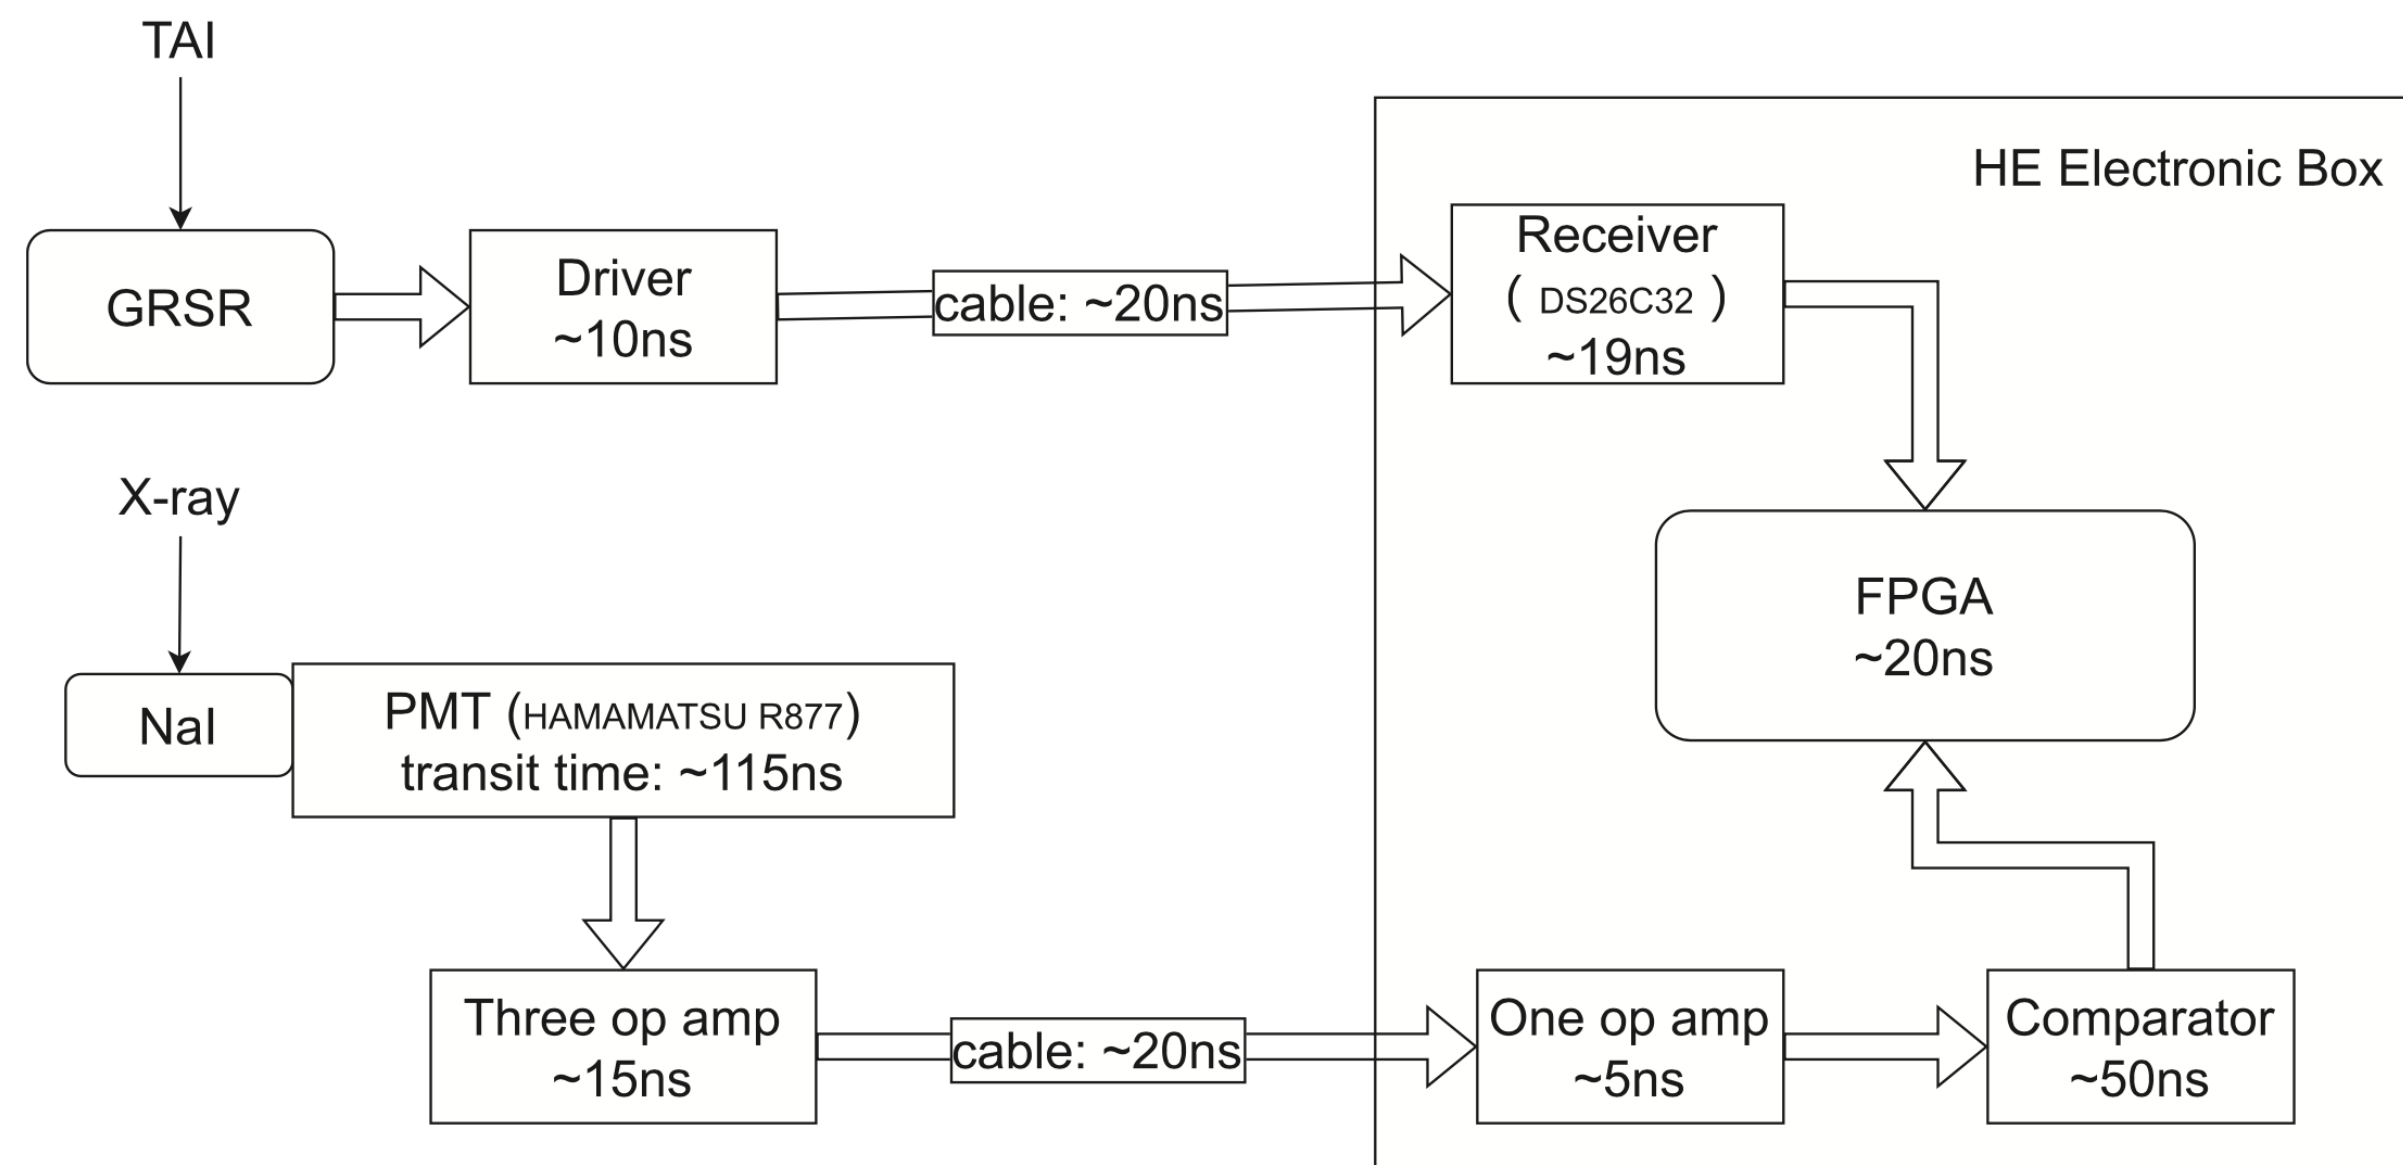 TAI
HE Electronic Box
GRSR
Driver
~10ns
cable: ~20ns
Receiver
( DS26C32 )
~19ns
X-ray
FPGA
~20ns
NaI
PMT (HAMAMATSU R877)
transit time: ~115ns
Three op amp
~15ns
cable: ~20ns
One op amp
~5ns
Comparator
~50ns